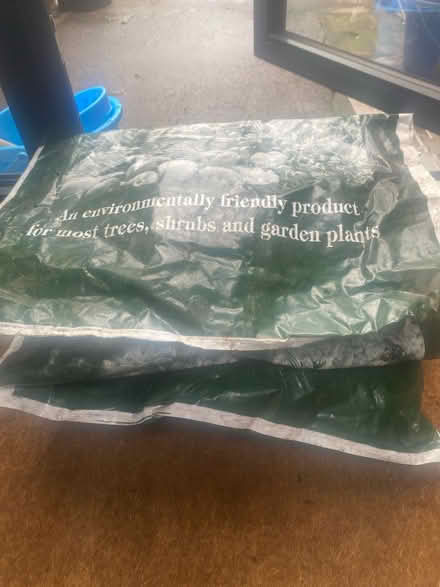 An environmentally friendly product
for most trees, shrubs and garden plants